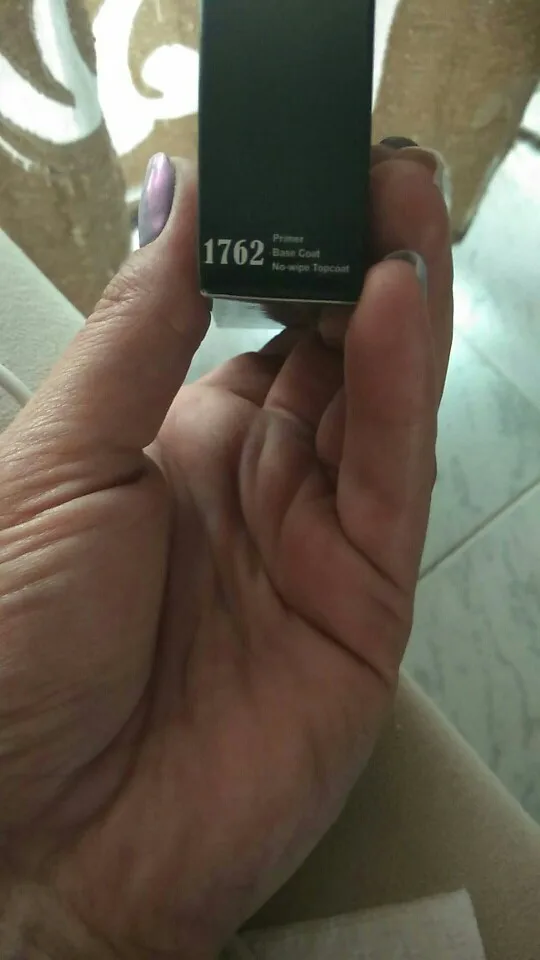 1762
Primer
Base Coat
No-wipe Topcoat